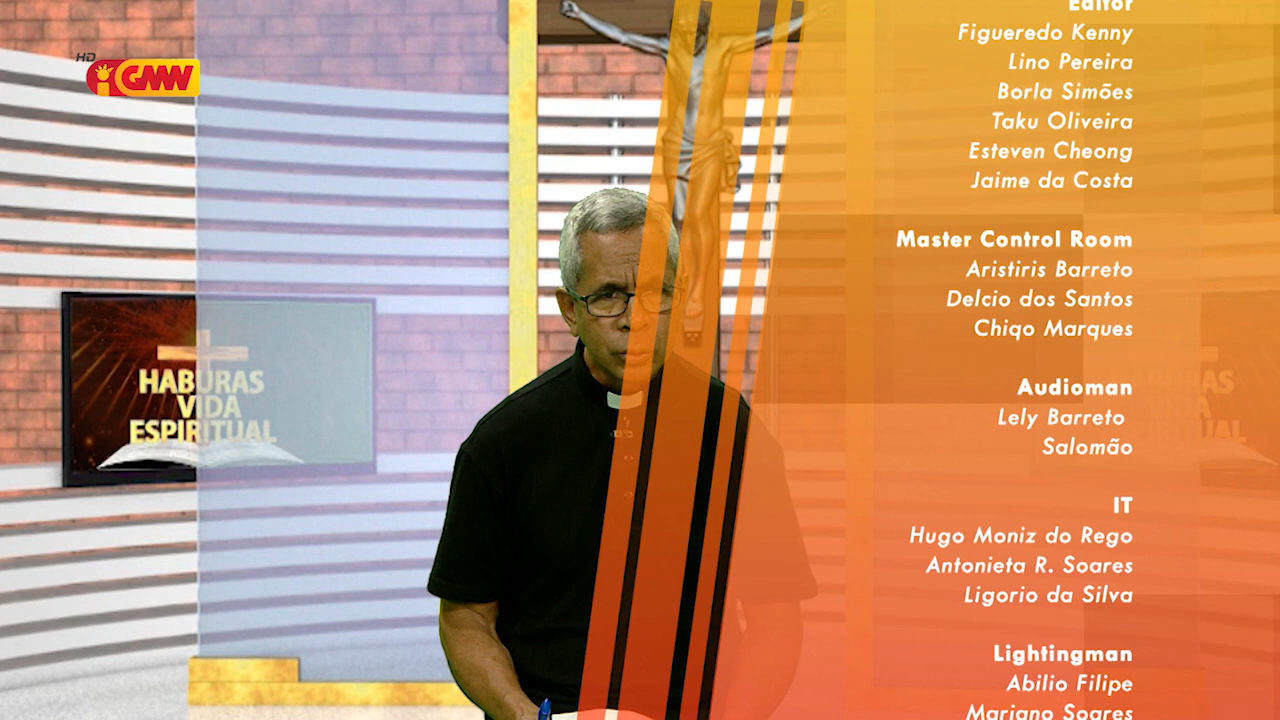 HD
GMN
HABURAS
VIDA
ESPIRITUAL
Editor
Figueredo Kenny
Lino Pereira
Borla Simões
Taku Oliveira
Esteven Cheong
Jaime da Costa
Master Control Room
Aristiris Barreto
Delcio dos Santos
Chiqo Marques
Audioman
Lely Barreto
Salomão
IT
Hugo Moniz do Rego
Antonieta R. Soares
Ligorio da Silva
Lightingman
Abilio Filipe
Mariano Soares